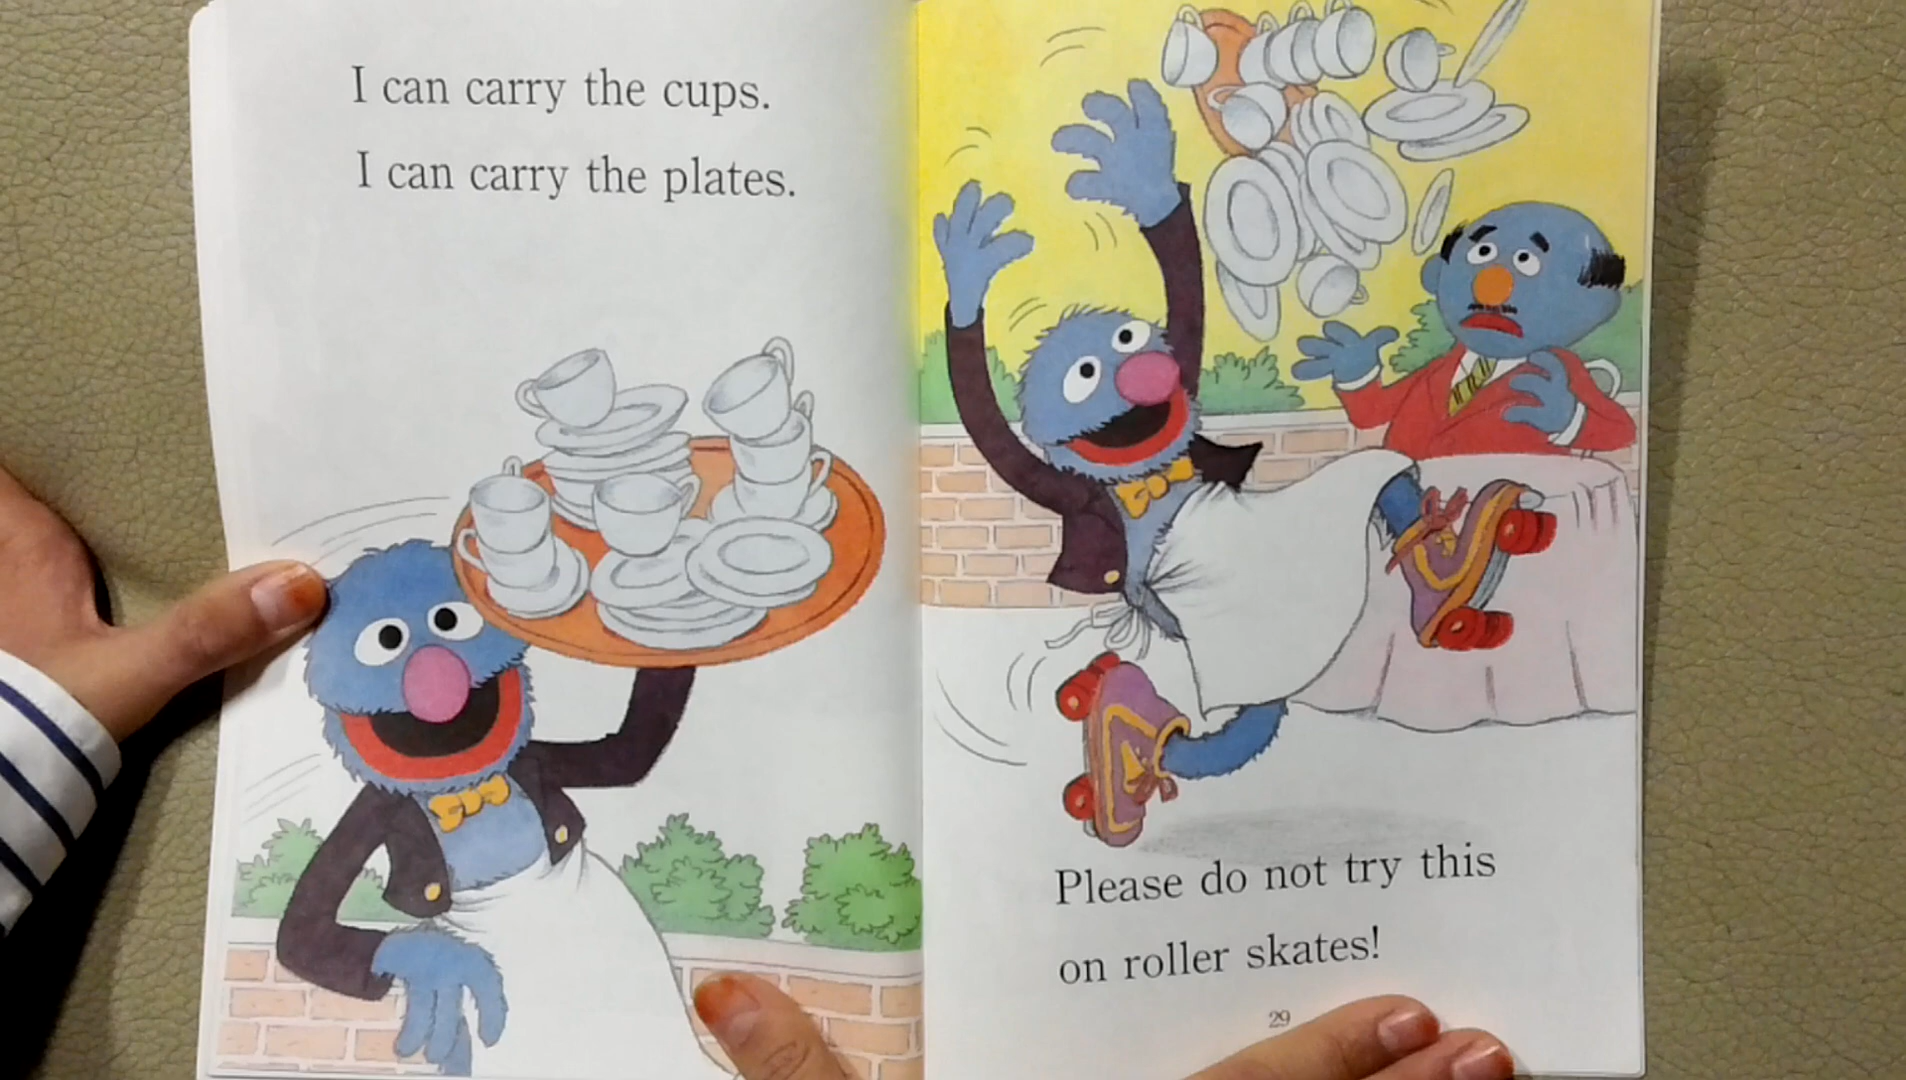 I can carry the cups.
I can carry the plates.
Please do not try this
on roller skates!
29